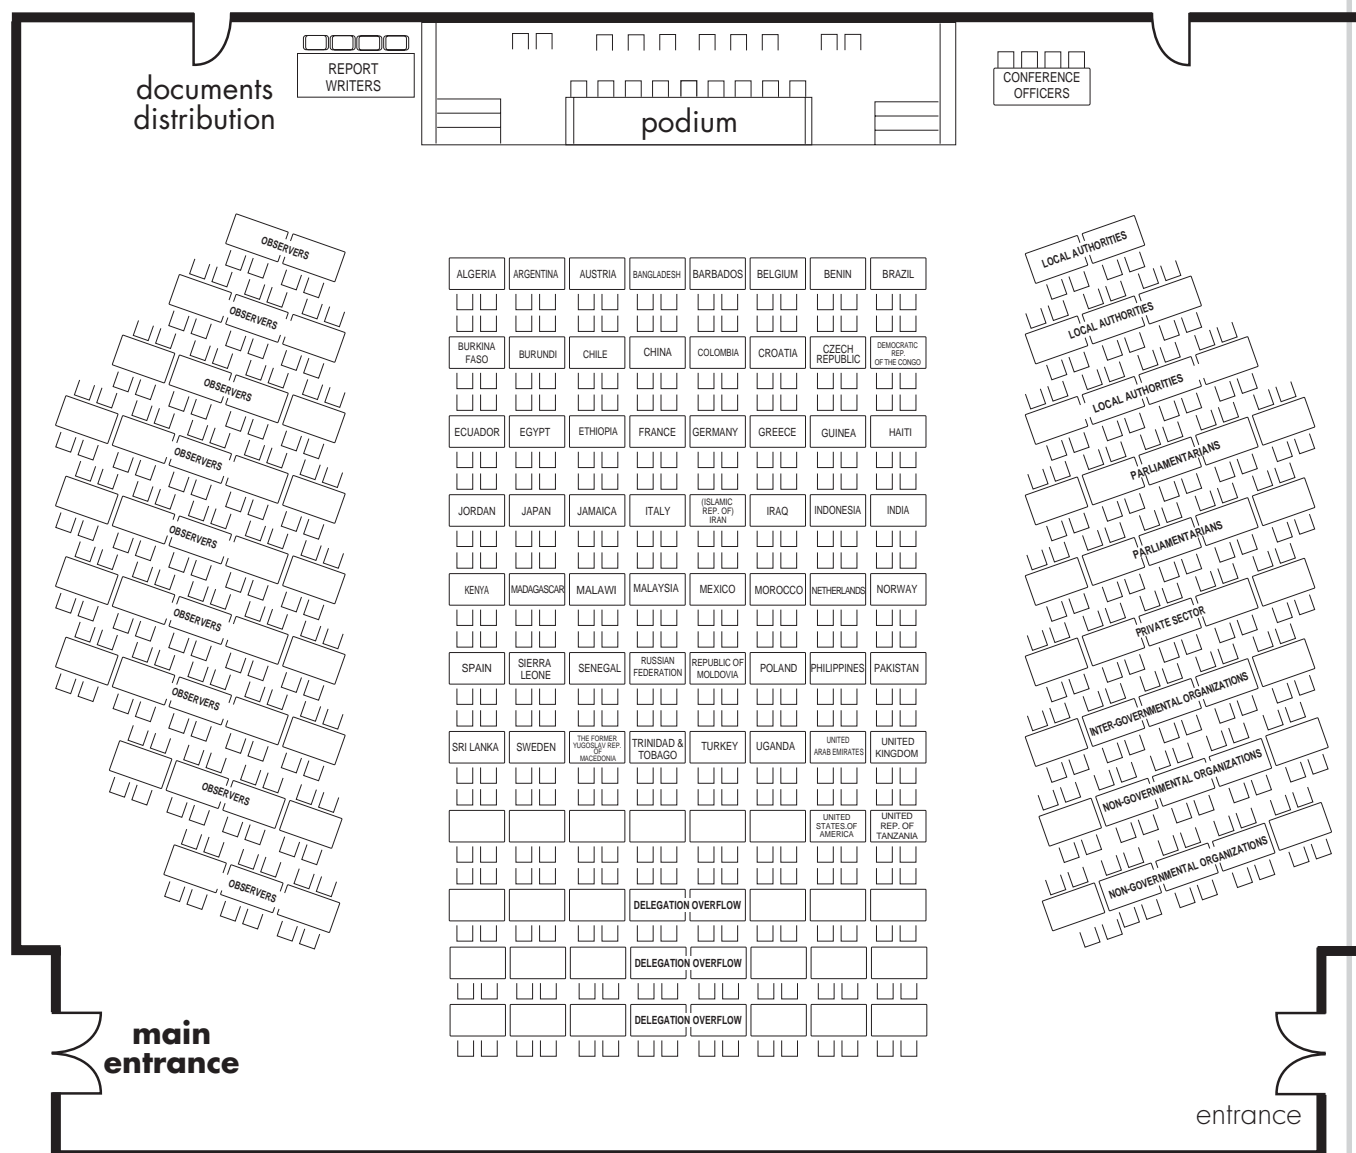 documents
distribution
REPORT
WRITERS
podium
CONFERENCE
OFFICERS
OBSERVERS
OBSERVERS
OBSERVERS
OBSERVERS
OBSERVERS
OBSERVERS
OBSERVERS
OBSERVERS
OBSERVERS
ALGERIA
ARGENTINA
AUSTRIA
BANGLADESH
BARBADOS
BELGIUM
BENIN
BRAZIL
BURKINA
FASO
BURUNDI
CHILE
CHINA
COLOMBIA
CROATIA
CZECH
REPUBLIC
DEMOCRATIC
REP.
OF THE CONGO
ECUADOR
EGYPT
ETHIOPIA
FRANCE
GERMANY
GREECE
GUINEA
HAITI
JORDAN
JAPAN
JAMAICA
ITALY
(ISLAMIC
REP. OF)
IRAN
IRAQ
INDONESIA
INDIA
KENYA
MADAGASCAR
MALAWI
MALAYSIA
MEXICO
MOROCCO
NETHERLANDS
NORWAY
SPAIN
SIERRA
LEONE
SENEGAL
RUSSIAN
FEDERATION
REPUBLIC OF
MOLDOVIA
POLAND
PHILIPPINES
PAKISTAN
SRI LANKA
SWEDEN
THE FORMER
YUGOSLAV REP.
OF
MACEDONIA
TRINIDAD &
TOBAGO
TURKEY
UGANDA
UNITED
ARAB EMIRATES
UNITED
KINGDOM
UNITED
STATES.OF
AMERICA
UNITED
REP. OF
TANZANIA
DELEGATION OVERFLOW
DELEGATION OVERFLOW
DELEGATION OVERFLOW
LOCAL AUTHORITIES
LOCAL AUTHORITIES
LOCAL AUTHORITIES
PARLIAMENTARIANS
PARLIAMENTARIANS
PRIVATE SECTOR
INTER-GOVERNMENTAL ORGANIZATIONS
NON-GOVERNMENTAL ORGANIZATIONS
NON-GOVERNMENTAL ORGANIZATIONS
main
entrance
entrance